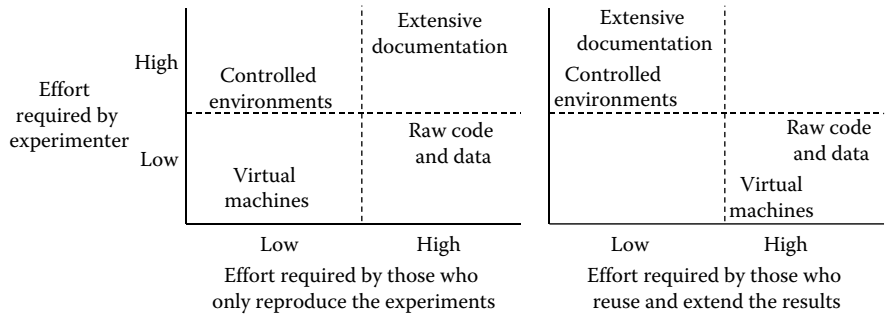 Effort
required by
experimenter
High
Low
Extensive
documentation
Controlled
environments
Raw code
and data
Virtual
machines
Low
High
Effort required by those who
only reproduce the experiments
Extensive
documentation
Controlled
environments
Raw code
and data
Virtual
machines
Low
High
Effort required by those who
reuse and extend the results